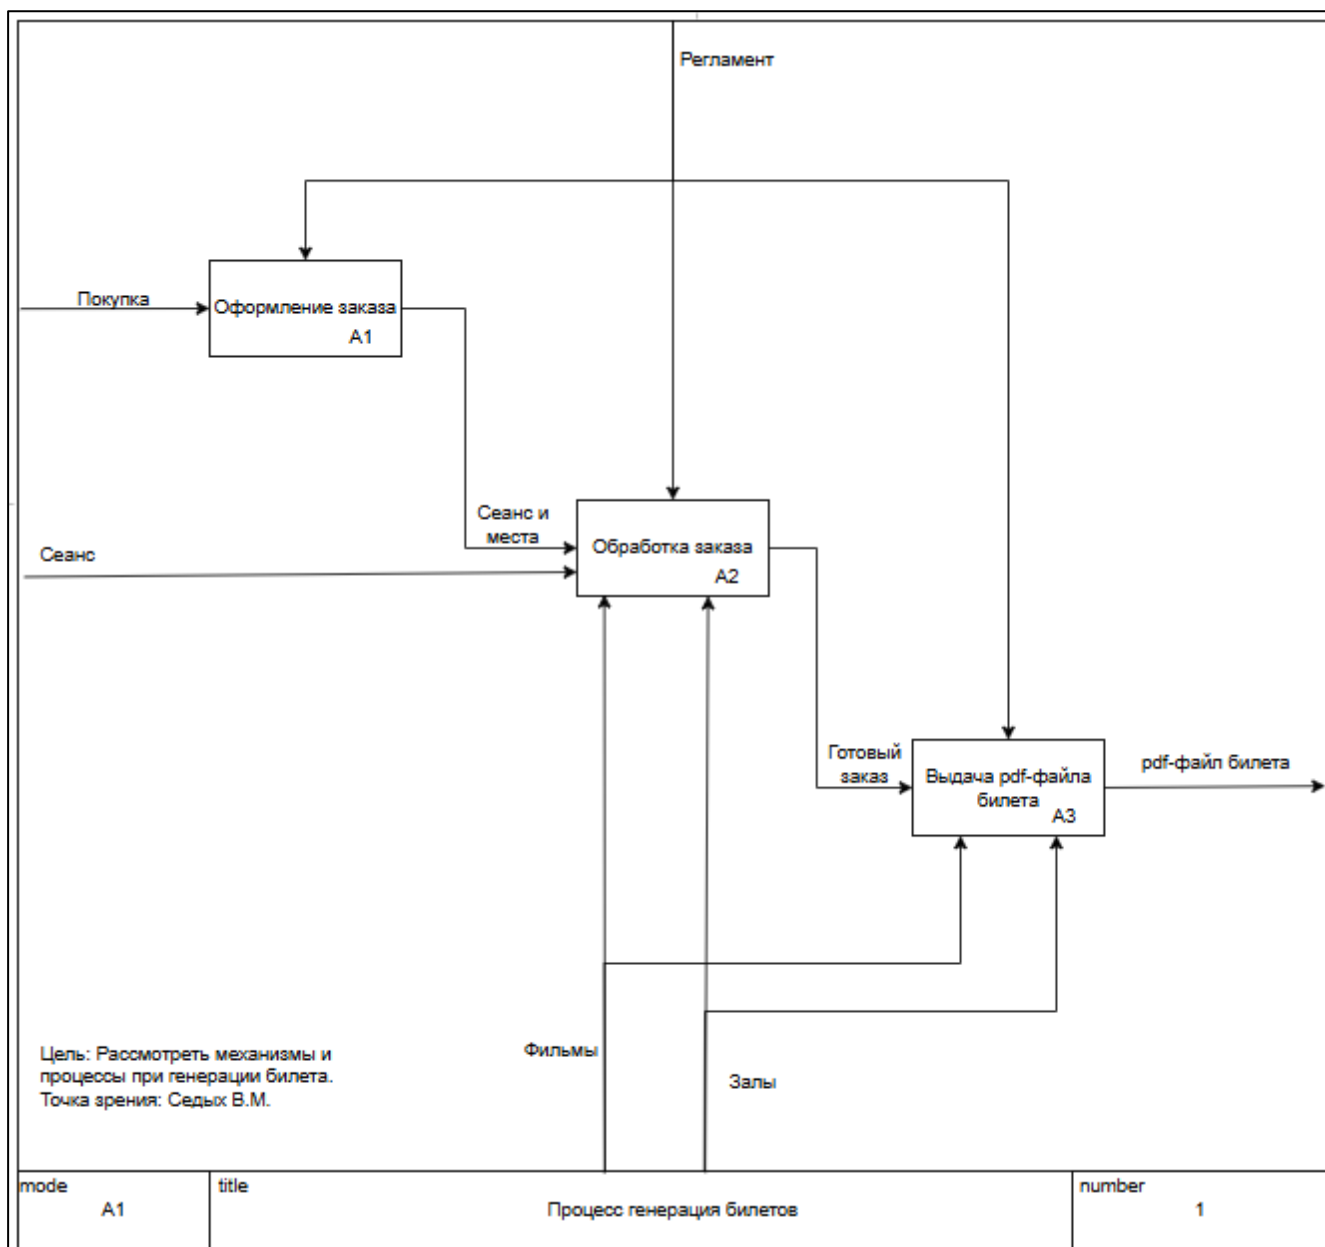 Регламент
Покупка
Оформление заказа
A1
Сеанс и
места
Сеанс
Обработка заказа
A2
Готовый
заказ
Выдача pdf-файла
билета
A3
pdf-файл билета
Фильмы
Залы
Цель: Рассмотреть механизмы и
процессы при генерации билета.
Точка зрения: Седых В.М.
mode
A1
title
Процесс генерация билетов
number
1